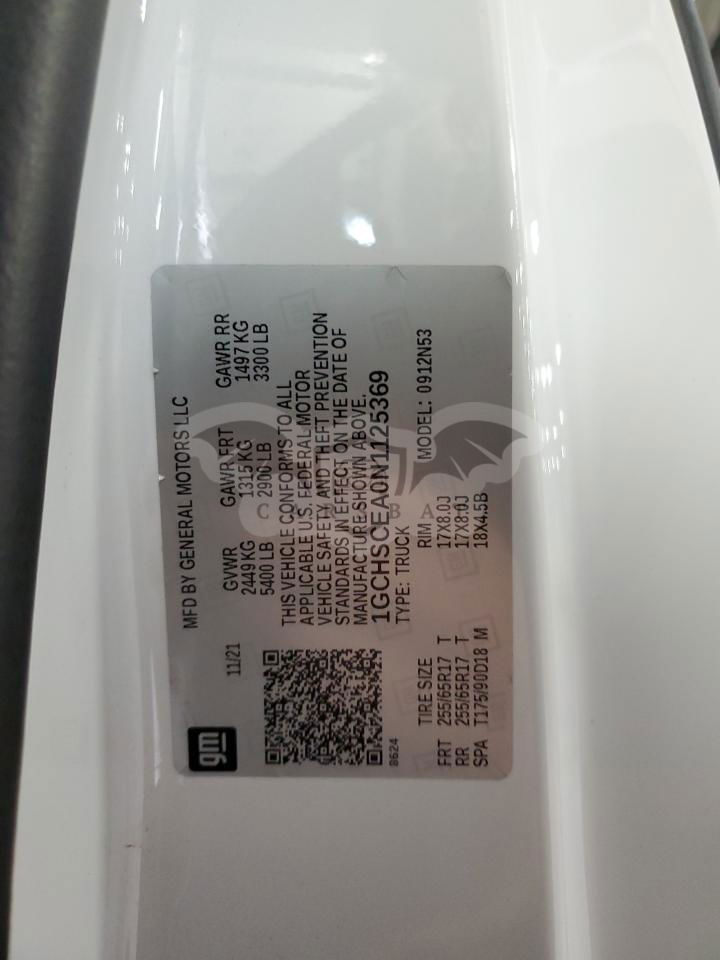 gm
MFD BY GENERAL MOTORS LLC
11/21
GVWR GAWR FRT GAWR RR
2449 KG 1315 KG 1497 KG
5400 LB 2900 LB 3300 LB
THIS VEHICLE CONFORMS TO ALL
APPLICABLE U.S. FEDERAL MOTOR
VEHICLE SAFETY AND THEFT PREVENTION
STANDARDS IN EFFECT ON THE DATE OF
MANUFACTURE SHOWN ABOVE.
1GCHSCEA0N1125369
8624
TYPE: TRUCK MODEL: 0912N53
TIRE SIZE RIM
FRT 255/65R17 T 17X8.0J
RR 255/65R17 T 17X8.0J
SPA T175/90D18 M 18X4.5B